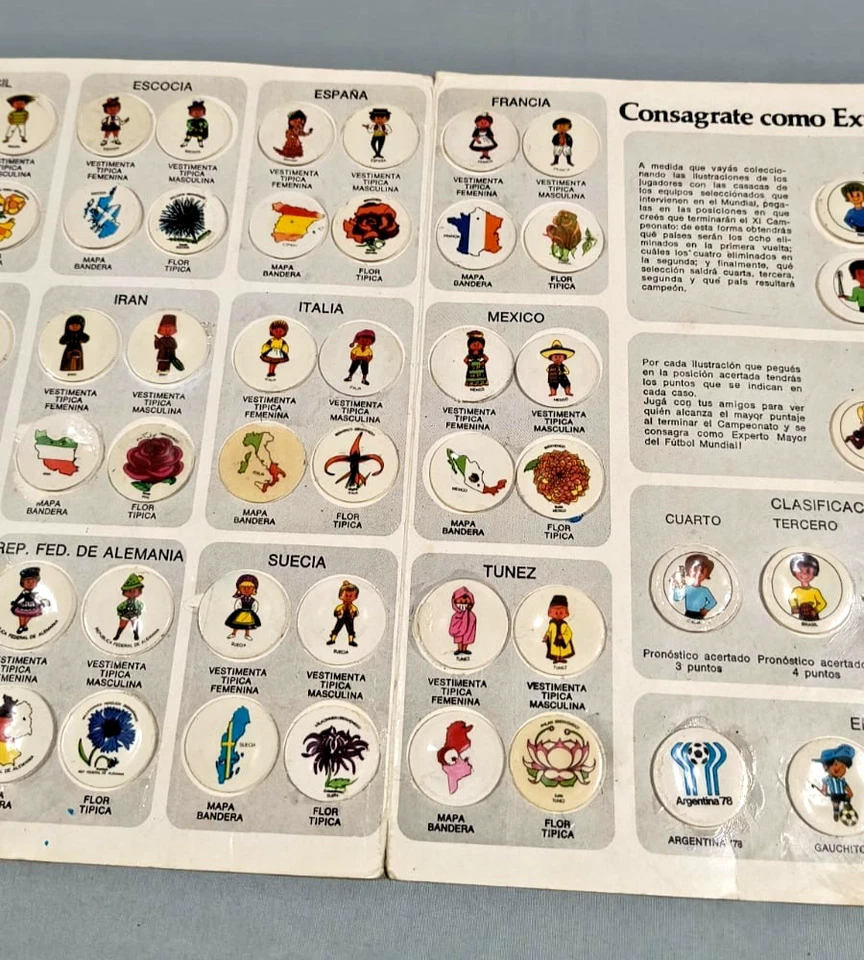 ESCOCIA
VESTIMENTA
TIPICA
FEMENINA
VESTIMENTA
TIPICA
MASCULINA
MAPA
BANDERA
FLOR
TIPICA
ESPAÑA
VESTIMENTA
TIPICA
FEMENINA
VESTIMENTA
TIPICA
MASCULINA
MAPA
BANDERA
FLOR
TIPICA
FRANCIA
VESTIMENTA
TIPICA
FEMENINA
VESTIMENTA
TIPICA
MASCULINA
MAPA
BANDERA
FLOR
TIPICA
IRAN
VESTIMENTA
TIPICA
FEMENINA
VESTIMENTA
TIPICA
MASCULINA
MAPA
BANDERA
FLOR
TIPICA
ITALIA
VESTIMENTA
TIPICA
FEMENINA
VESTIMENTA
TIPICA
MASCULINA
MAPA
BANDERA
FLOR
TIPICA
MEXICO
VESTIMENTA
TIPICA
FEMENINA
VESTIMENTA
TIPICA
MASCULINA
MEXICO
MAPA
BANDERA
FLOR
TIPICA
REP. FED. DE ALEMANIA
VESTIMENTA
TIPICA
MASCULINA
FLOR
TIPICA
SUECIA
VESTIMENTA
TIPICA
FEMENINA
VESTIMENTA
TIPICA
MASCULINA
SUECIA
MAPA
BANDERA
FLOR
TIPICA
TUNEZ
TUNEZ
TUNEZ
VESTIMENTA
TIPICA
FEMENINA
VESTIMENTA
TIPICA
MASCULINA
MAPA
BANDERA
FLOR
TIPICA
Consagrate como Ex
A medida que vayás coleccio-
nando las ilustraciones de los
jugadores con las casacas de
los equipos seleccionados que
intervienen en el Mundial, pega-
las en las posiciones en que
creés que terminarán el XI Cam-
peonato: de esta forma obtendrás
qué países serán los ocho eli-
minados en la primera vuelta;
cuáles los cuatro eliminados en
la segunda; y finalmente, qué
selección saldrá cuarta, tercera,
segunda y qué país resultará
campeón.
Por cada ilustración que pegués
en la posición acertada tendrás
los puntos que se indican en
cada caso.
Jugá con tus amigos para ver
quién alcanza el mayor puntaje
al terminar el Campeonato y se
consagra como Experto Mayor
del Fútbol Mundial!
CLASIFICAC
CUARTO
TERCERO
BRASIL
Pronóstico acertado
3 puntos
Pronóstico acertado
4 puntos
Argentina '78
ARGENTINA '78
GAUCHITO